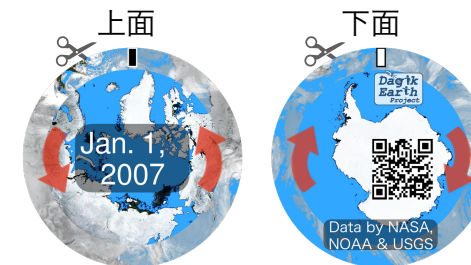 上面
下面
Jan. 1,
2007
Dagik
Earth
Project
Data by NASA,
NOAA & USGS